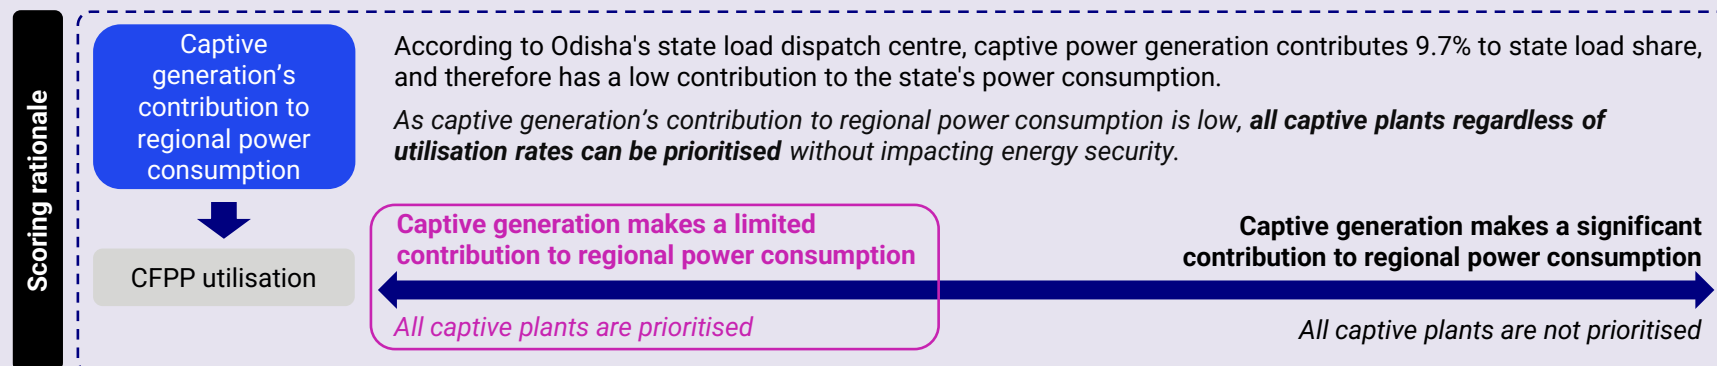 Scoring rationale
Captive
generation’s
contribution to
regional power
consumption
According to Odisha's state load dispatch centre, captive power generation contributes 9.7% to state load share,
and therefore has a low contribution to the state's power consumption.
As captive generation’s contribution to regional power consumption is low, all captive plants regardless of
utilisation rates can be prioritised without impacting energy security.
CFPP utilisation
Captive generation makes a limited
contribution to regional power consumption
All captive plants are prioritised
Captive generation makes a significant
contribution to regional power consumption
All captive plants are not prioritised